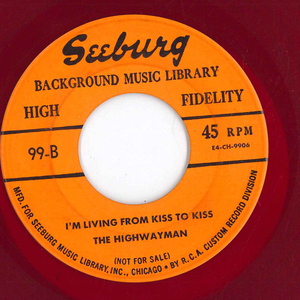 Seeburg
BACKGROUND MUSIC LIBRARY
HIGH FIDELITY
99-B
45 RPM
E4-CH-9906
I'M LIVING FROM KISS TO KISS
THE HIGHWAYMAN
(NOT FOR SALE)
MFD. FOR SEEBURG MUSIC LIBRARY, INC., CHICAGO • BY R.C.A. CUSTOM RECORD DIVISION